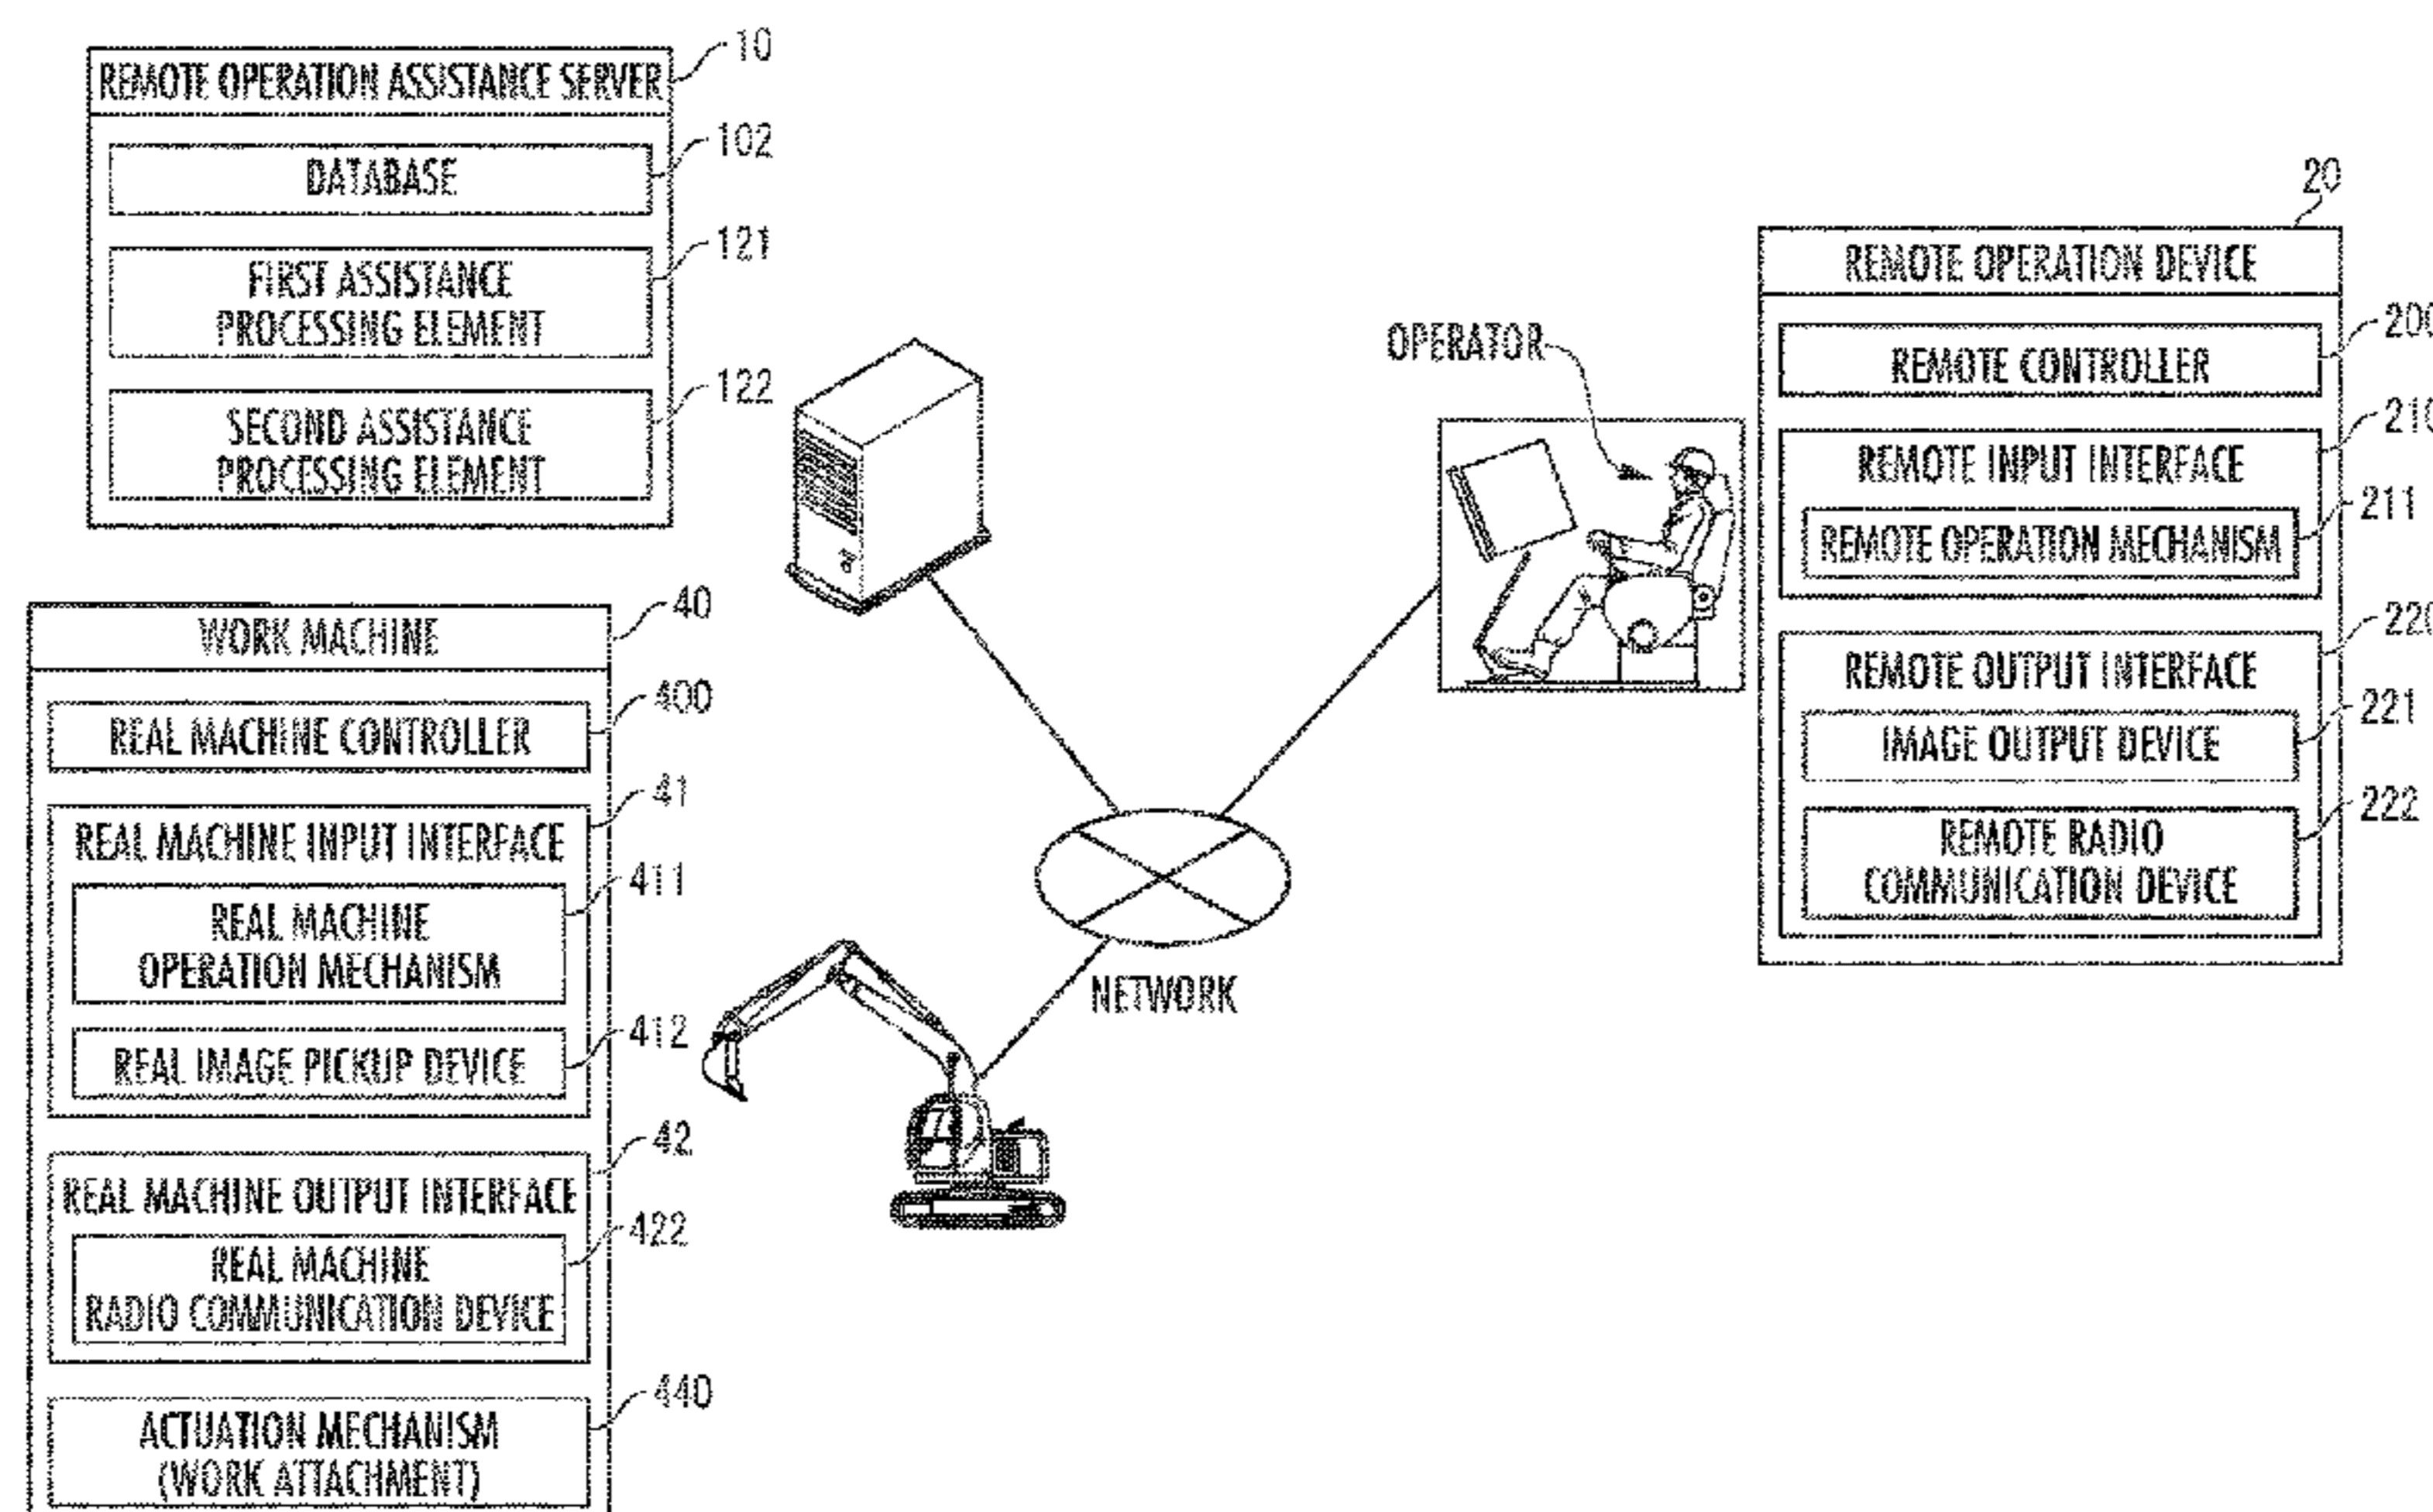 10
REMOTE OPERATION ASSISTANCE SERVER
102
DATABASE
121
FIRST ASSISTANCE
PROCESSING ELEMENT
122
SECOND ASSISTANCE
PROCESSING ELEMENT
40
WORK MACHINE
400
REAL MACHINE CONTROLLER
41
REAL MACHINE INPUT INTERFACE
411
REAL MACHINE
OPERATION MECHANISM
412
REAL IMAGE PICKUP DEVICE
42
REAL MACHINE OUTPUT INTERFACE
422
REAL MACHINE
RADIO COMMUNICATION DEVICE
440
ACTUATION MECHANISM
(WORK ATTACHMENT)
OPERATOR
NETWORK
20
REMOTE OPERATION DEVICE
200
REMOTE CONTROLLER
210
REMOTE INPUT INTERFACE
211
REMOTE OPERATION MECHANISM
220
REMOTE OUTPUT INTERFACE
221
IMAGE OUTPUT DEVICE
222
REMOTE RADIO
COMMUNICATION DEVICE